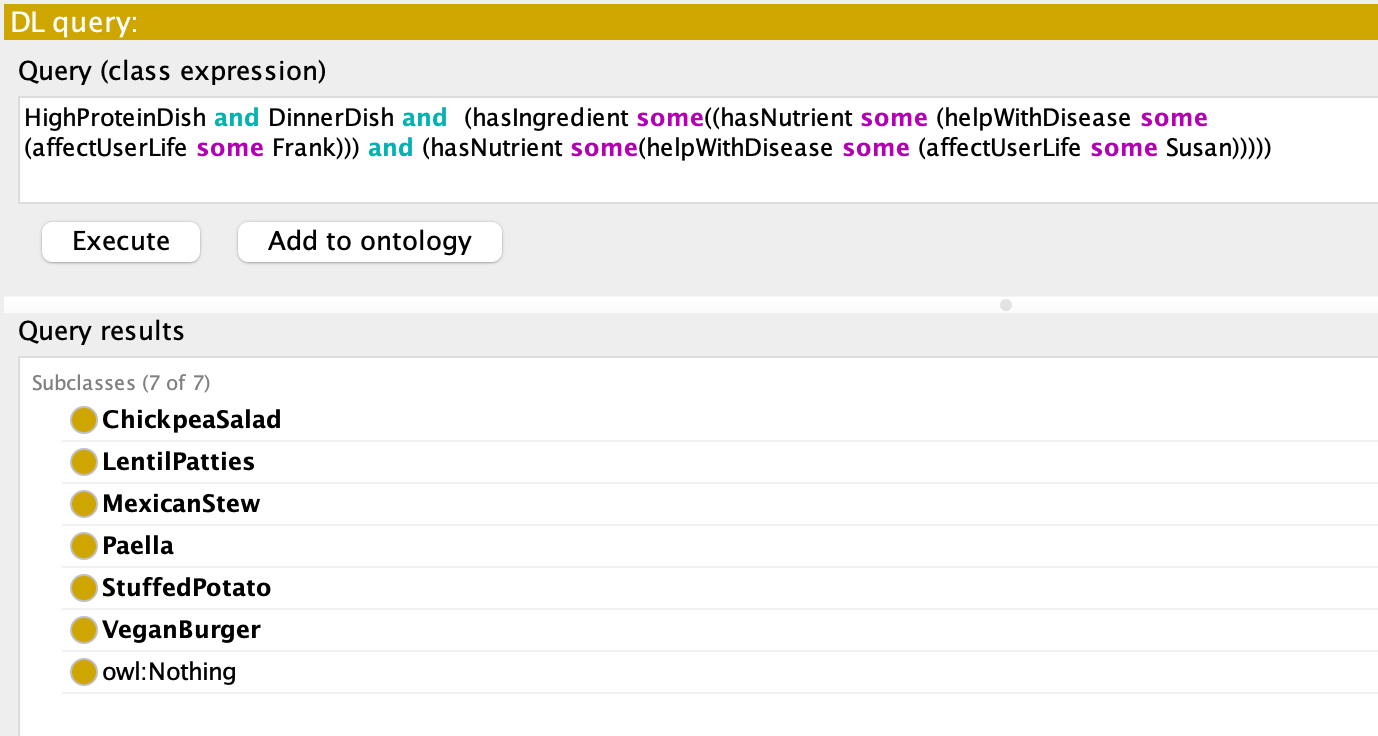 DL query:
Query (class expression)
HighProteinDish and DinnerDish and  (hasIngredient some((hasNutrient some (helpWithDisease some
(affectUserLife some Frank))) and (hasNutrient some(helpWithDisease some (affectUserLife some Susan)))))
Execute
Add to ontology
Query results
Subclasses (7 of 7)
ChickpeaSalad
LentilPatties
MexicanStew
Paella
StuffedPotato
VeganBurger
owl:Nothing